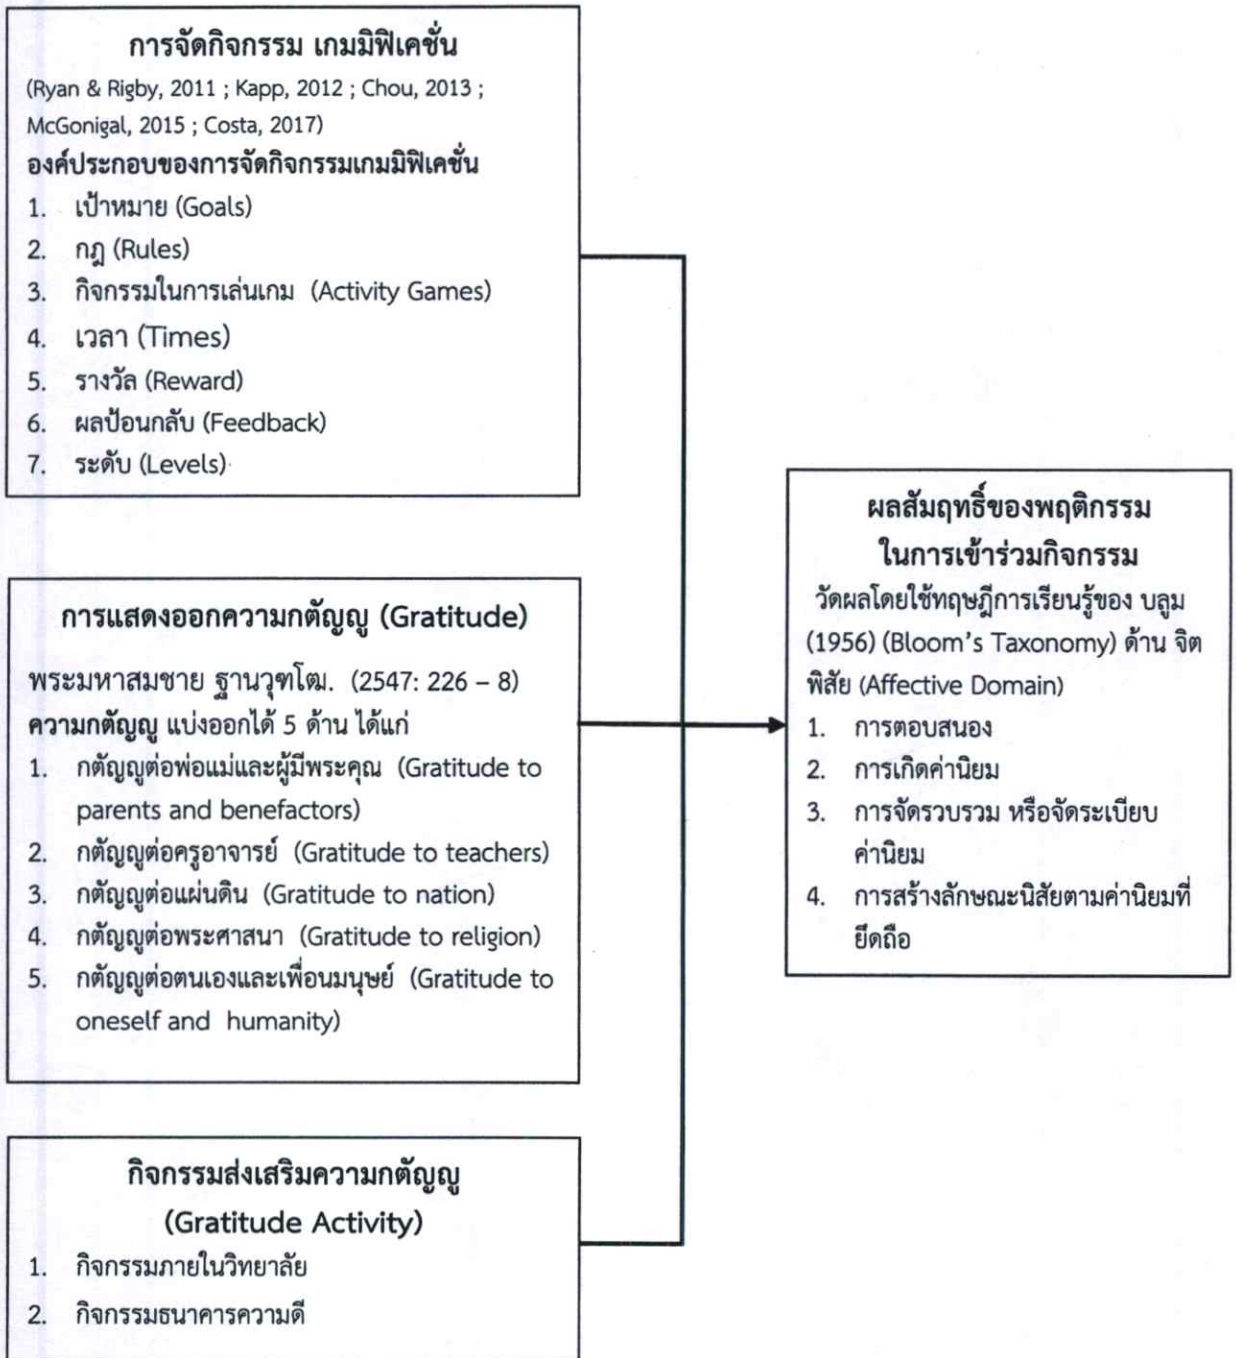 การจัดกิจกรรม เกมมิฟิเคชั่น
(Ryan & Rigby, 2011 ; Kapp, 2012 ; Chou, 2013 ;
McGonigal, 2015 ; Costa, 2017)
องค์ประกอบของการจัดกิจกรรมเกมมิฟิเคชั่น
1. เป้าหมาย (Goals)
2. กฎ (Rules)
3. กิจกรรมในการเล่นเกม (Activity Games)
4. เวลา (Times)
5. รางวัล (Reward)
6. ผลป้อนกลับ (Feedback)
7. ระดับ (Levels)
การแสดงออกความกตัญญู (Gratitude)
พระมหาสมชาย ฐานวุฑโฒ. (2547: 226 – 8)
ความกตัญญู แบ่งออกได้ 5 ด้าน ได้แก่
1. กตัญญูต่อพ่อแม่และผู้มีพระคุณ (Gratitude to
parents and benefactors)
2. กตัญญูต่อครูอาจารย์ (Gratitude to teachers)
3. กตัญญูต่อแผ่นดิน (Gratitude to nation)
4. กตัญญูต่อพระศาสนา (Gratitude to religion)
5. กตัญญูต่อตนเองและเพื่อนมนุษย์ (Gratitude to
oneself and humanity)
กิจกรรมส่งเสริมความกตัญญู
(Gratitude Activity)
1. กิจกรรมภายในวิทยาลัย
2. กิจกรรมธนาคารความดี
ผลสัมฤทธิ์ของพฤติกรรม
ในการเข้าร่วมกิจกรรม
วัดผลโดยใช้ทฤษฎีการเรียนรู้ของ บลูม
(1956) (Bloom's Taxonomy) ด้าน จิต
พิสัย (Affective Domain)
1. การตอบสนอง
2. การเกิดค่านิยม
3. การจัดรวบรวม หรือจัดระเบียบ
ค่านิยม
4. การสร้างลักษณะนิสัยตามค่านิยมที่
ยึดถือ